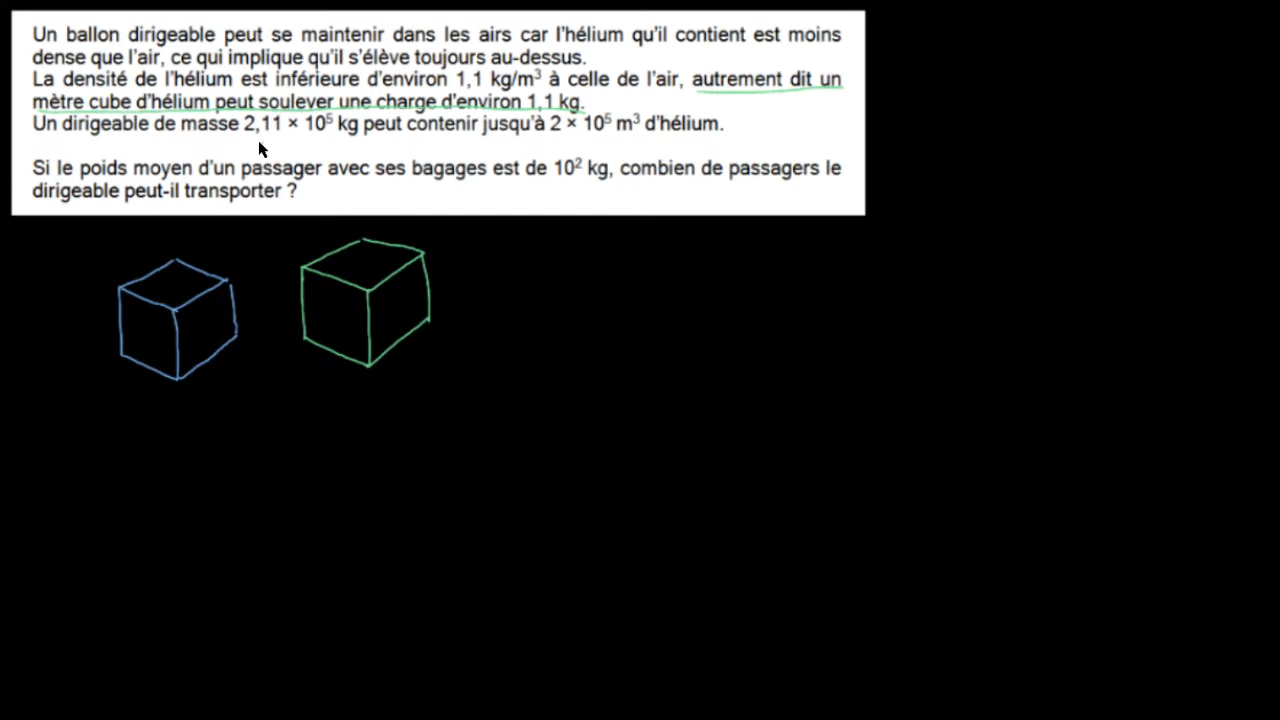 Un ballon dirigeable peut se maintenir dans les airs car l'hélium qu'il contient est moins
dense que l'air, ce qui implique qu'il s'élève toujours au-dessus.
La densité de l'hélium est inférieure d'environ 1,1 kg/m³ à celle de l'air, autrement dit un
mètre cube d'hélium peut soulever une charge d'environ 1,1 kg.
Un dirigeable de masse 2,11 × 10⁵ kg peut contenir jusqu'à 2 × 10⁵ m³ d'hélium.
Si le poids moyen d'un passager avec ses bagages est de 10² kg, combien de passagers le
dirigeable peut-il transporter ?